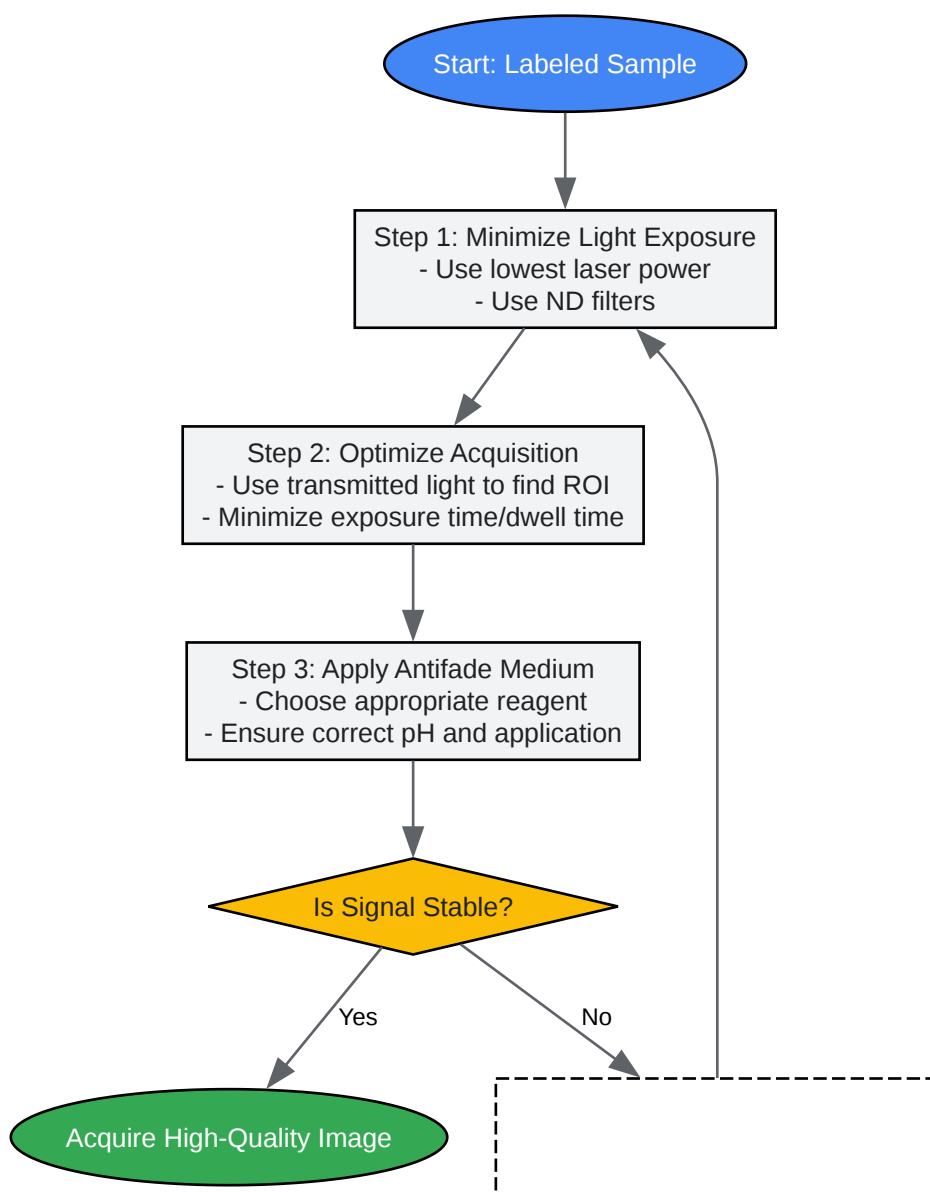 Start: Labeled Sample
Step 1: Minimize Light Exposure
- Use lowest laser power
- Use ND filters
Step 2: Optimize Acquisition
- Use transmitted light to find ROI
- Minimize exposure time/dwell time
Step 3: Apply Antifade Medium
- Choose appropriate reagent
- Ensure correct pH and application
Is Signal Stable?
Yes
No
Acquire High-Quality Image